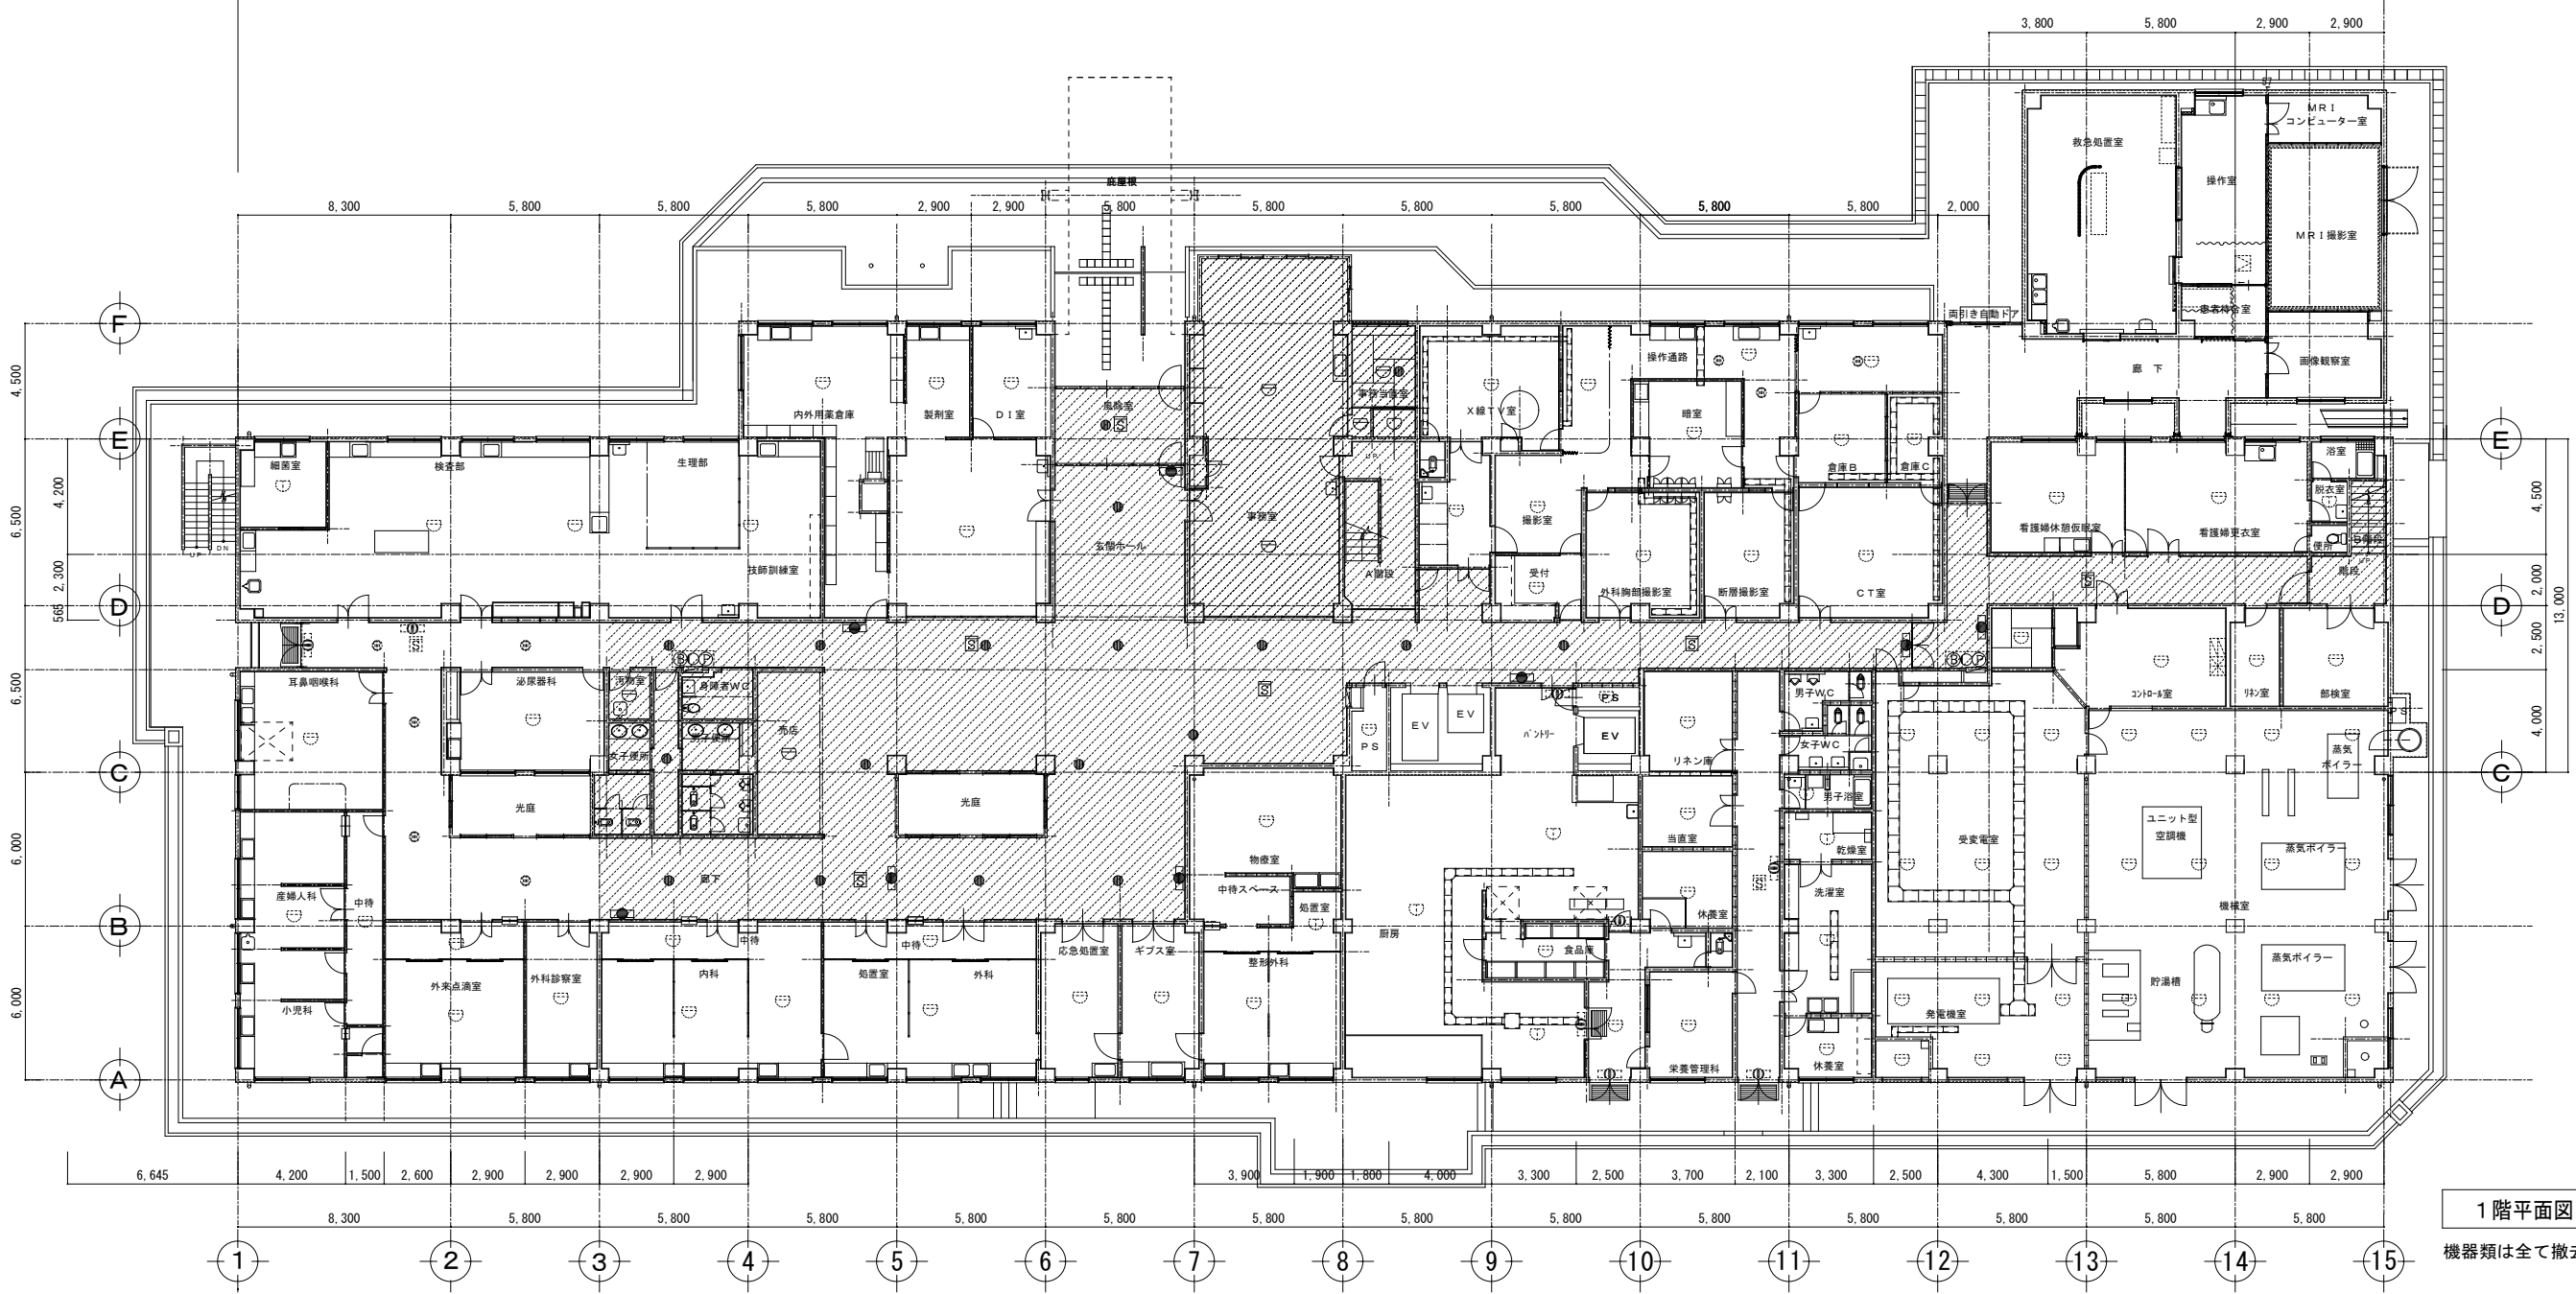 3,800 5,800 2,900 2,900
MRI
コンピューター室
救急処置室
操作室
MRI撮影室
庇屋根
8,300 5,800 5,800 5,800 2,900 2,900 5,800 5,800 5,800 5,800 5,800 5,800 2,000
患者待合室
両引き自動ドア
F
画像観察室
廊 下
操作通路
4,500
内外用薬倉庫 製剤室 DI室 風除室 事務当直室 X線TV室 暗室
E E
細菌室 検査部 生理部 倉庫B 倉庫C 浴室
脱衣室
UP
4,200
6,500
4,500
事務室 撮影室 看護婦休憩仮眠室 看護婦更衣室
玄関ホール
便所 B階段
UP DN
UP
技師訓練室 A階段 受付 外科胸部撮影室 断層撮影室 CT室 階段
2,300
565
2,000
13,000
D D
S S S S
2,500
6,500
耳鼻咽喉科 泌尿器科 汚物室 身障者WC
B P
B P
S
コントロール室 リネン室 部検室
男子WC
PS
EV EV
PS
売店
女子便所 男子便所
PS
パントリー
EV
リネン庫
女子WC
蒸気
ボイラー
4,000
C C
光庭 光庭
男子浴室
ユニット型
空調機
当直室 乾燥室 受変電室 蒸気ボイラー
6,000
物療室
廊下 S 中待スペース
S
洗濯室
産婦人科 中待 処置室 休養室 機械室
B
厨房
中待 中待 応急処置室 ギブス室 食品庫
外来点滴室 外科診察室 内科 処置室 外科 整形外科 蒸気ボイラー
貯湯槽
6,000
小児科 発電機室
栄養管理科 休養室
A
6,645 4,200 1,500 2,600 2,900 2,900 2,900 2,900 3,900 1,900 1,800 4,000 3,300 2,500 3,700 2,100 3,300 2,500 4,300 1,500 5,800 2,900 2,900
8,300 5,800 5,800 5,800 5,800 5,800 5,800 5,800 5,800 5,800 5,800 5,800 5,800 5,800
1階平面図
1 2 3 4 5 6 7 8 9 10 11 12 13 14 15
機器類は全て撤